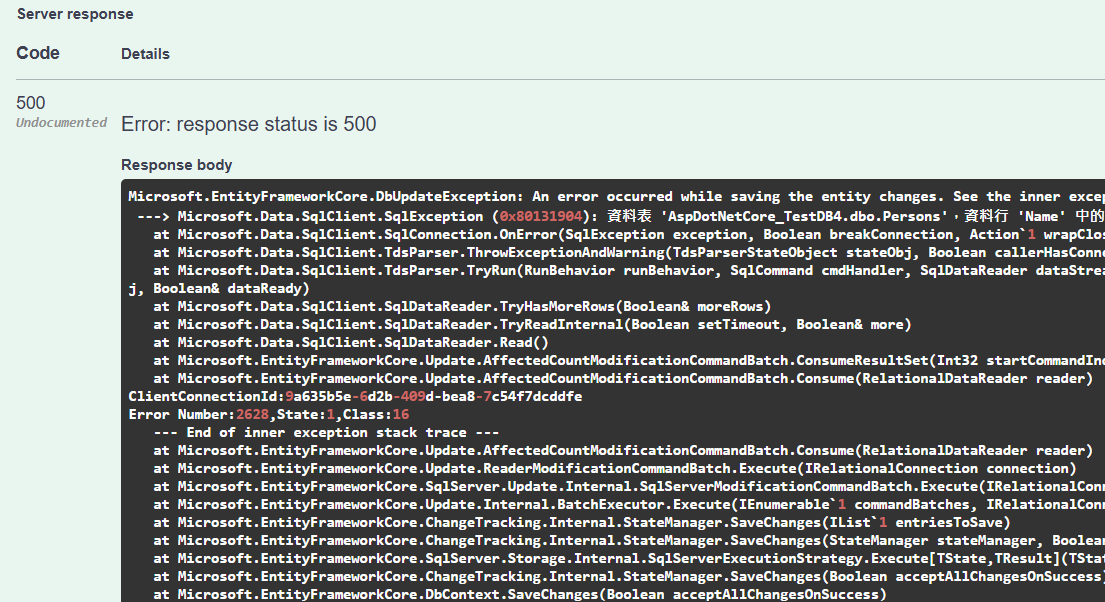 Server response
Code Details
500
Undocumented
Error: response status is 500
Response body
Microsoft.EntityFrameworkCore.DbUpdateException: An error occurred while saving the entity changes. See the inner excep
---> Microsoft.Data.SqlClient.SqlException (0x80131904): 資料表 'AspDotNetCore_TestDB4.dbo.Persons'，資料行 'Name' 中的
at Microsoft.Data.SqlClient.SqlConnection.OnError(SqlException exception, Boolean breakConnection, Action`1 wrapClos
at Microsoft.Data.SqlClient.TdsParser.ThrowExceptionAndWarning(TdsParserStateObject stateObj, Boolean callerHasConne
at Microsoft.Data.SqlClient.TdsParser.TryRun(RunBehavior runBehavior, SqlCommand cmdHandler, SqlDataReader dataStrea
j, Boolean& dataReady)
at Microsoft.Data.SqlClient.SqlDataReader.TryHasMoreRows(Boolean& moreRows)
at Microsoft.Data.SqlClient.SqlDataReader.TryReadInternal(Boolean setTimeout, Boolean& more)
at Microsoft.Data.SqlClient.SqlDataReader.Read()
at Microsoft.EntityFrameworkCore.Update.AffectedCountModificationCommandBatch.ConsumeResultSet(Int32 startCommandInd
at Microsoft.EntityFrameworkCore.Update.AffectedCountModificationCommandBatch.Consume(RelationalDataReader reader)
ClientConnectionId:9a635b5e-6d2b-409d-bea8-7c54f7dcddfe
Error Number:2628,State:1,Class:16
--- End of inner exception stack trace ---
at Microsoft.EntityFrameworkCore.Update.AffectedCountModificationCommandBatch.Consume(RelationalDataReader reader)
at Microsoft.EntityFrameworkCore.Update.ReaderModificationCommandBatch.Execute(IRelationalConnection connection)
at Microsoft.EntityFrameworkCore.SqlServer.Update.Internal.SqlServerModificationCommandBatch.Execute(IRelationalConn
at Microsoft.EntityFrameworkCore.Update.Internal.BatchExecutor.Execute(IEnumerable`1 commandBatches, IRelationalConn
at Microsoft.EntityFrameworkCore.ChangeTracking.Internal.StateManager.SaveChanges(IList`1 entriesToSave)
at Microsoft.EntityFrameworkCore.ChangeTracking.Internal.StateManager.SaveChanges(StateManager stateManager, Boolean
at Microsoft.EntityFrameworkCore.SqlServer.Storage.Internal.SqlServerExecutionStrategy.Execute[TState,TResult](TStat
at Microsoft.EntityFrameworkCore.ChangeTracking.Internal.StateManager.SaveChanges(Boolean acceptAllChangesOnSuccess)
at Microsoft.EntityFrameworkCore.DbContext.SaveChanges(Boolean acceptAllChangesOnSuccess)